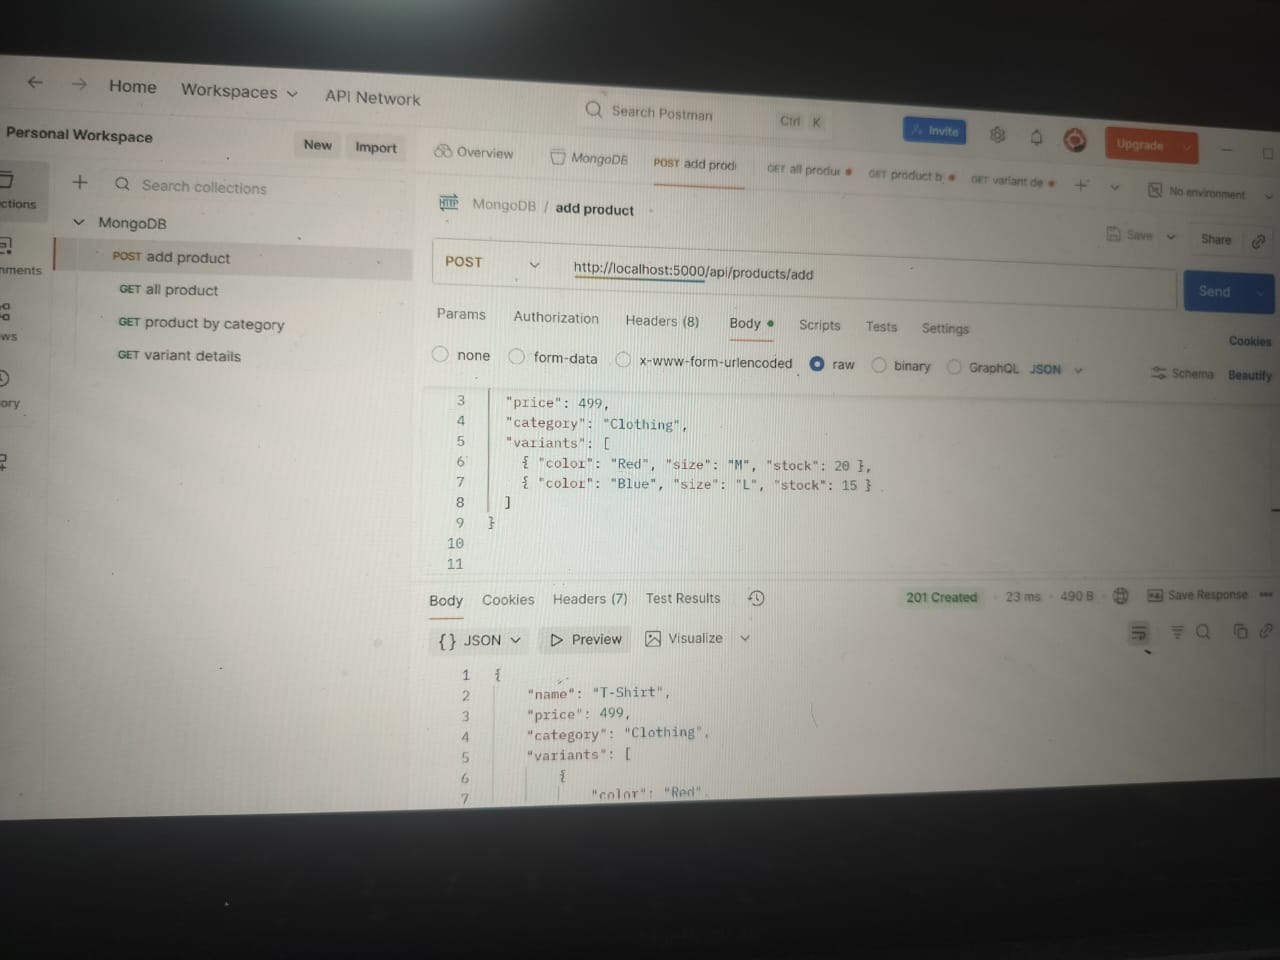 Home Workspaces API Network Search Postman Ctrl K Invite Upgrade
Personal Workspace New Import Overview MongoDB POST add prod GET all produc GET product b GET variant de No environment
Search collections
ctions
MongoDB
POST add product
GET all product
GET product by category
GET variant details
nments
ws
ory
HTTP MongoDB / add product Save Share
POST http://localhost:5000/api/products/add Send
Params Authorization Headers (8) Body Scripts Tests Settings Cookies
none form-data x-www-form-urlencoded raw binary GraphQL JSON Schema Beautify
3 "price": 499,
4 "category": "Clothing",
5 "variants": [
6 { "color": "Red", "size": "M", "stock": 20 },
7 { "color": "Blue", "size": "L", "stock": 15 }
8 ]
9 }
10
11
Body Cookies Headers (7) Test Results 201 Created 23 ms 490 B Save Response
{} JSON Preview Visualize
1 {
2 "name": "T-Shirt",
3 "price": 499,
4 "category": "Clothing",
5 "variants": [
6 {
7 "color": "Red",